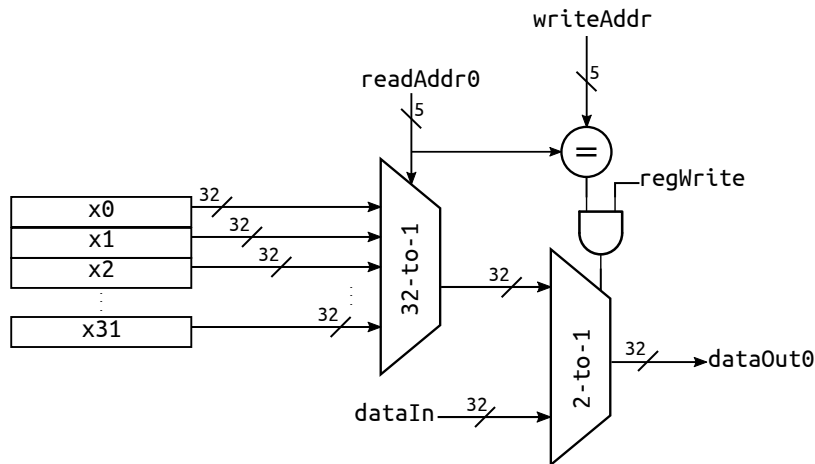 writeAddr
readAddr0
5
5
=
regWrite
32
x0
32
x1
32
x2
32
x31
32-to-1
32
2-to-1
32
dataOut0
dataIn
32